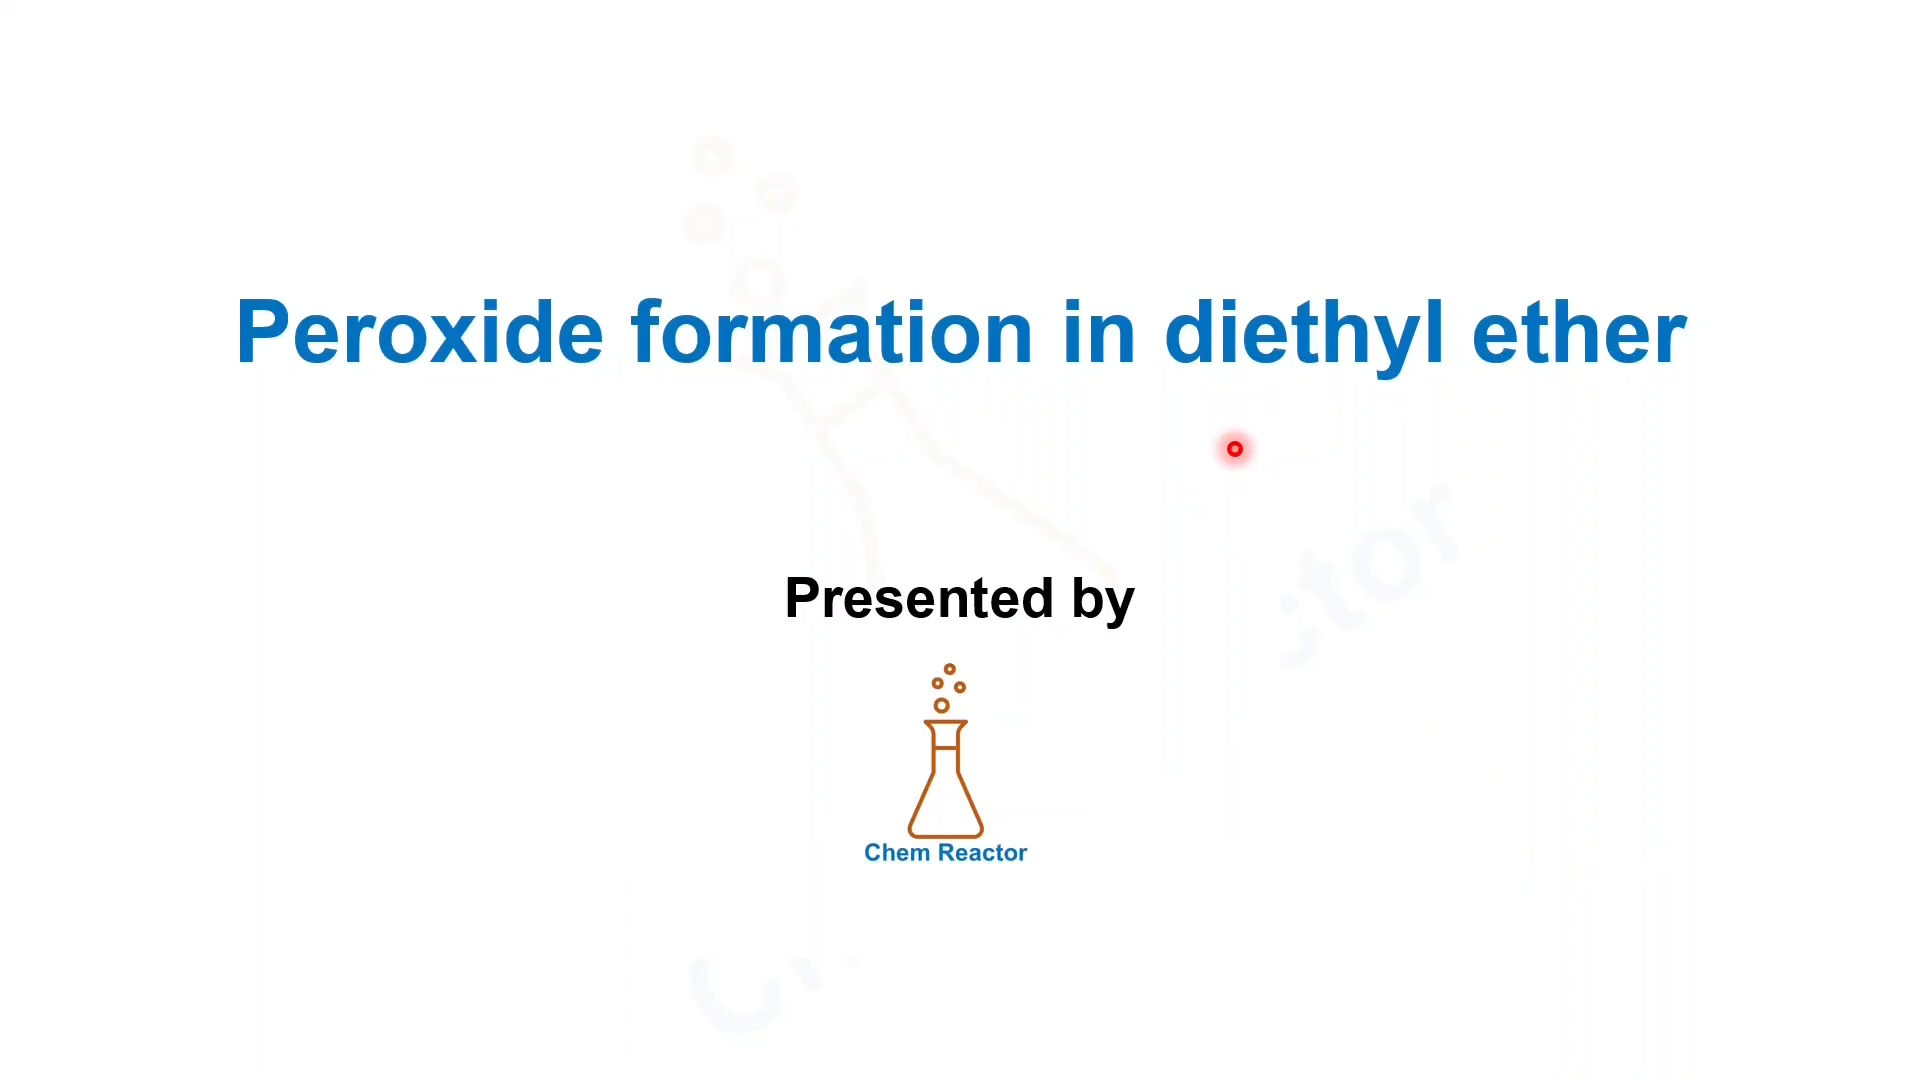 Peroxide formation in diethyl ether
Presented by
Chem Reactor